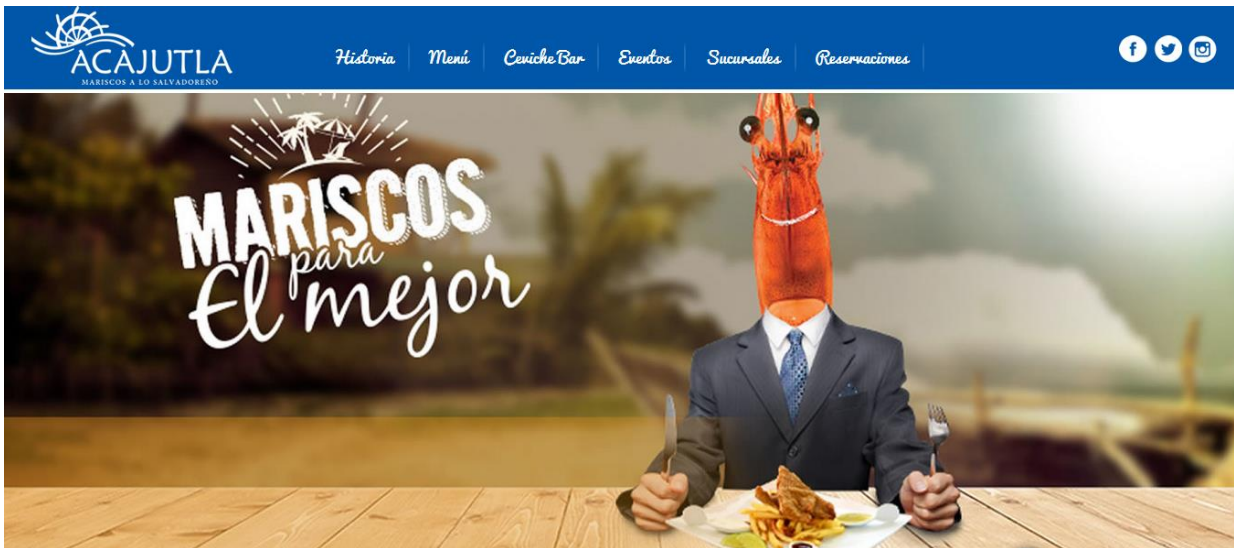 ACAJUTLA
MARISCOS A LO SALVADOREÑO
Historia
Menú
Ceviche Bar
Eventos
Sucursales
Reservaciones
MARISCOS
para
El mejor